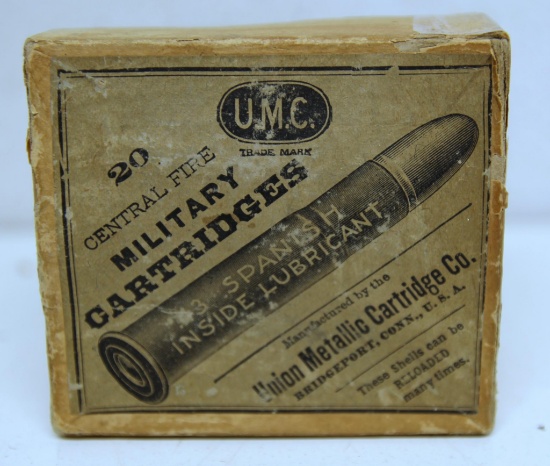 U.M.C.
TRADE MARK
20
CENTRAL FIRE
MILITARY
CARTRIDGES
3 SPANISH
INSIDE LUBRICANT
Manufactured by the
Union Metallic Cartridge Co.
BRIDGEPORT, CONN., U.S.A.
These shells can be
RELOADED
many times.